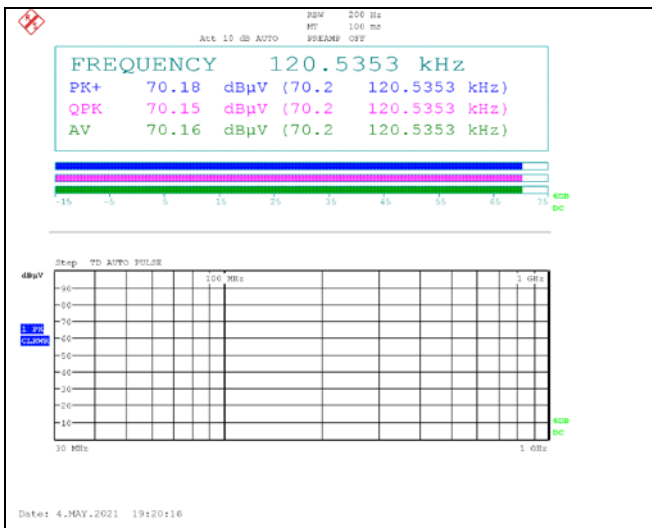 RBW 200 Hz
MT 100 ms
Att 10 dB AUTO PREAMP OFF
FREQUENCY 120.5353 kHz
PK+ 70.18 dBµV (70.2 120.5353 kHz)
QPK 70.15 dBµV (70.2 120.5353 kHz)
AV 70.16 dBµV (70.2 120.5353 kHz)
-15 -5 5 15 25 35 45 55 65 75
6DB
DC
Step TD AUTO PULSE
dBµV
100 MHz 1 GHz
90
80
70
1 PK
CLRWR
60
50
40
30
20
10
6DB
DC
30 MHz 1 GHz
Date: 4.MAY.2021 19:20:16